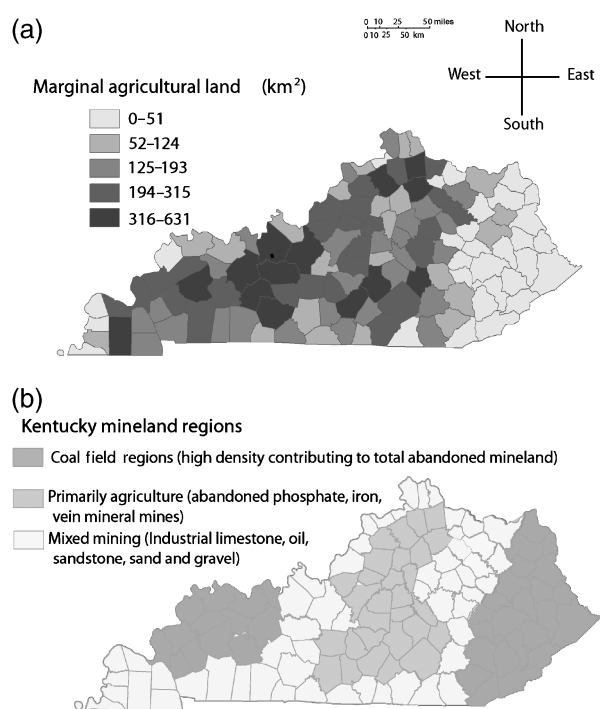 (a)
0 10 25 50 miles
0 10 25 50 km
North
West East
South
Marginal agricultural land (km²)
0–51
52–124
125–193
194–315
316–631
(b)
Kentucky mineland regions
Coal field regions (high density contributing to total abandoned mineland)
Primarily agriculture (abandoned phosphate, iron,
vein mineral mines)
Mixed mining (Industrial limestone, oil,
sandstone, sand and gravel)